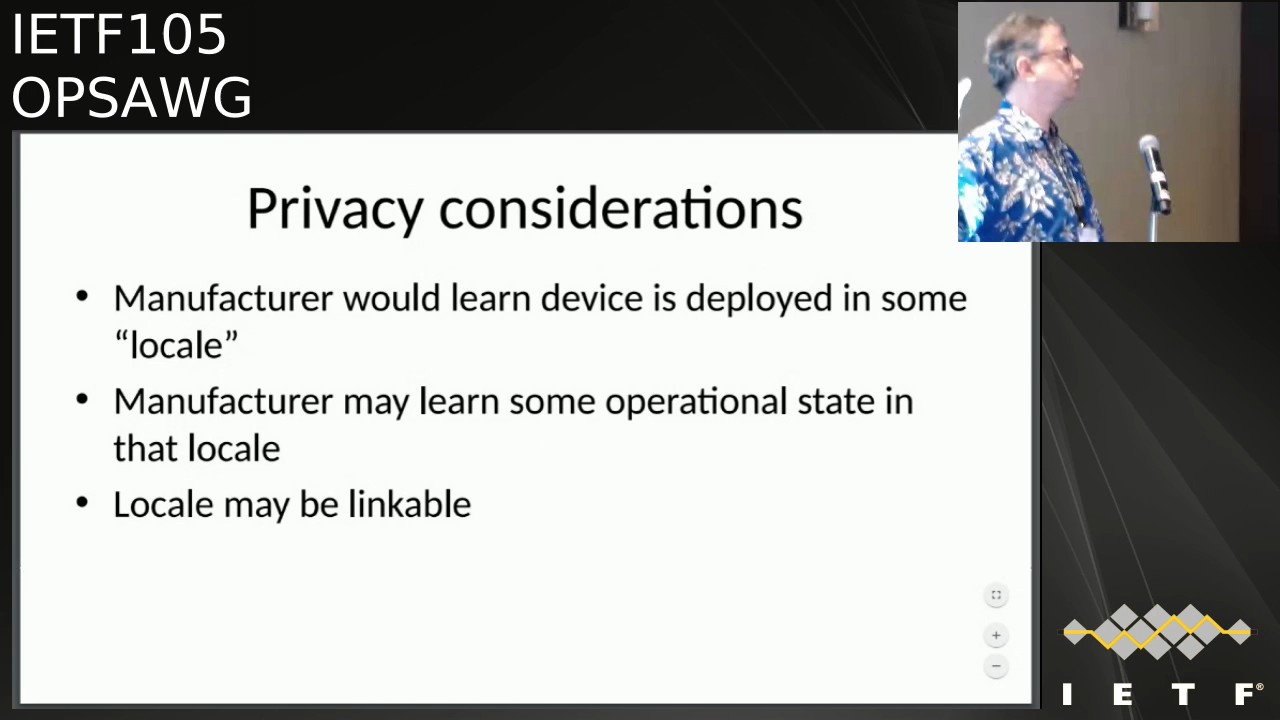 IETF105
OPSAWG
Privacy considerations
• Manufacturer would learn device is deployed in some
“locale”
• Manufacturer may learn some operational state in
that locale
• Locale may be linkable
I E T F®